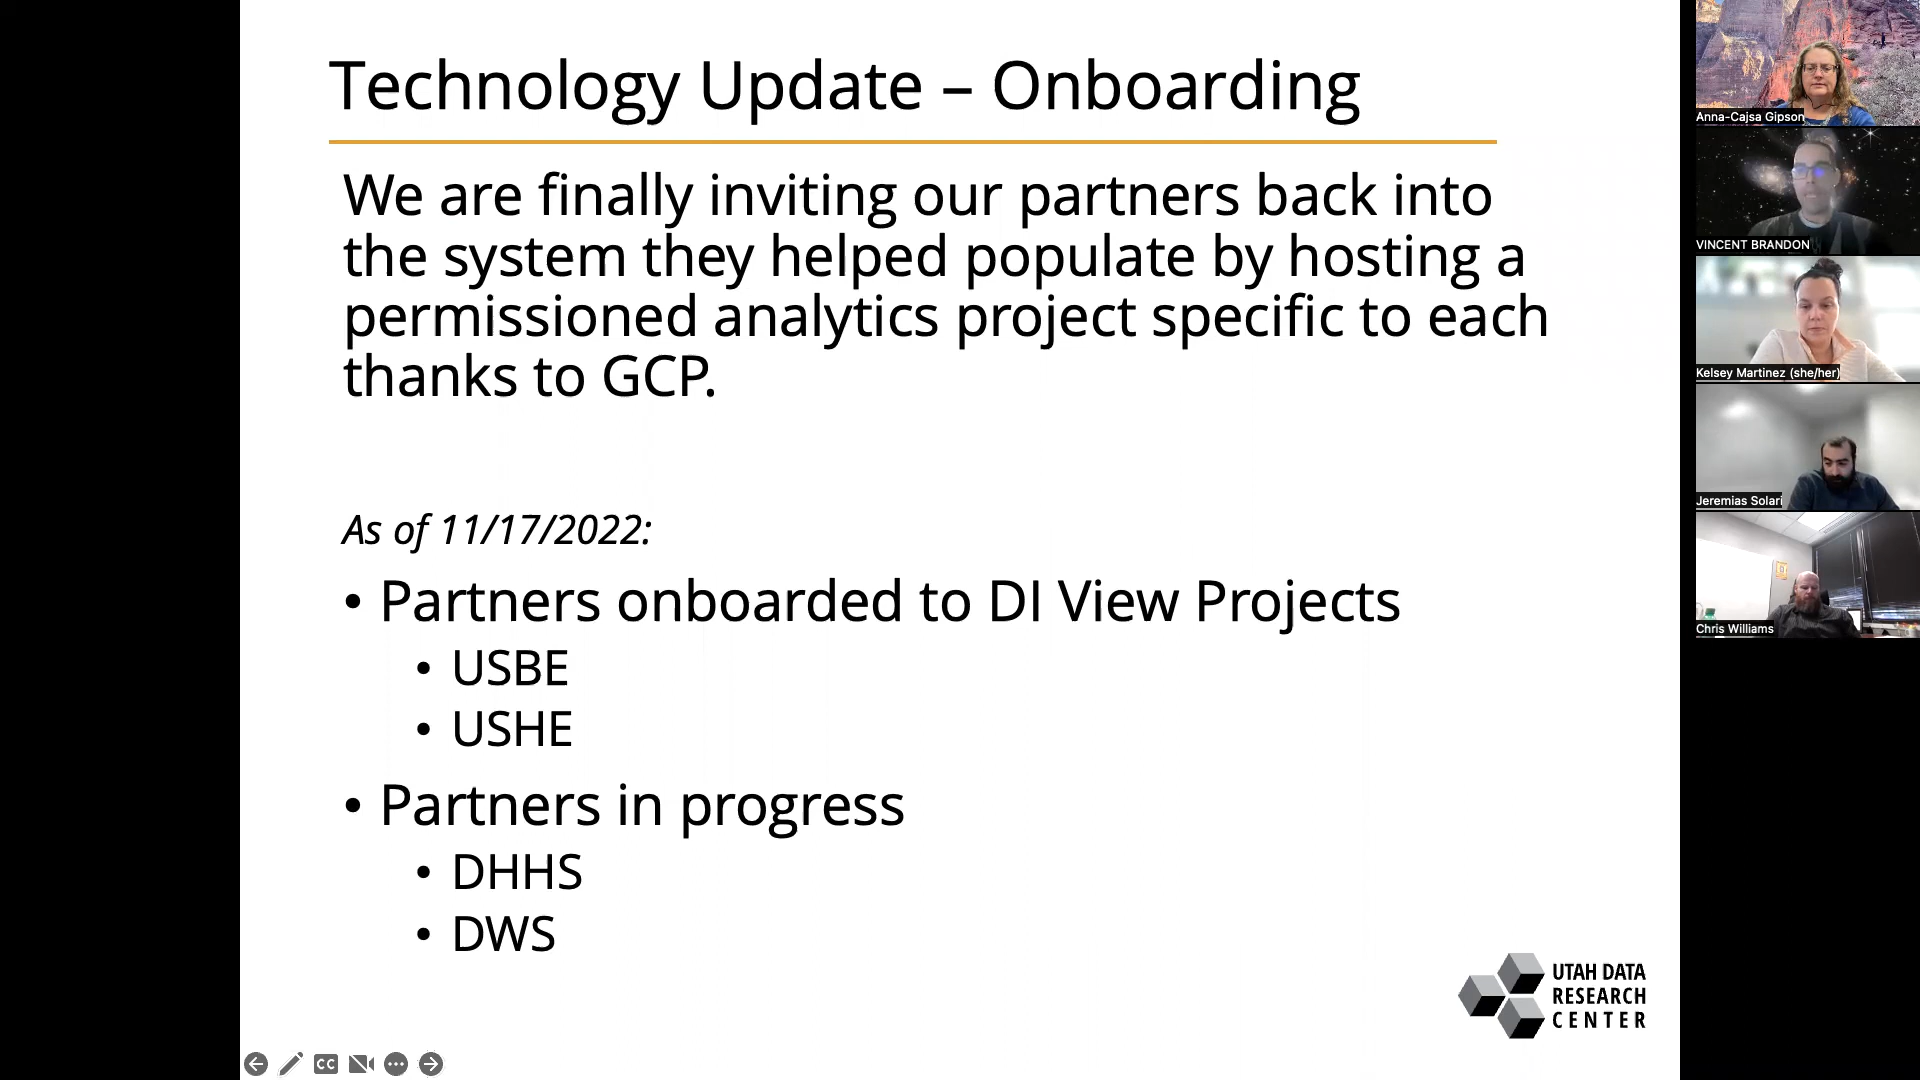 Technology Update – Onboarding
We are finally inviting our partners back into
the system they helped populate by hosting a
permissioned analytics project specific to each
thanks to GCP.
As of 11/17/2022:
• Partners onboarded to DI View Projects
• USBE
• USHE
• Partners in progress
• DHHS
• DWS
UTAH DATA
RESEARCH
CENTER
CC
Anna-Cajsa Gipson
VINCENT BRANDON
Kelsey Martinez (she/her)
Jeremias Solari
Chris Williams